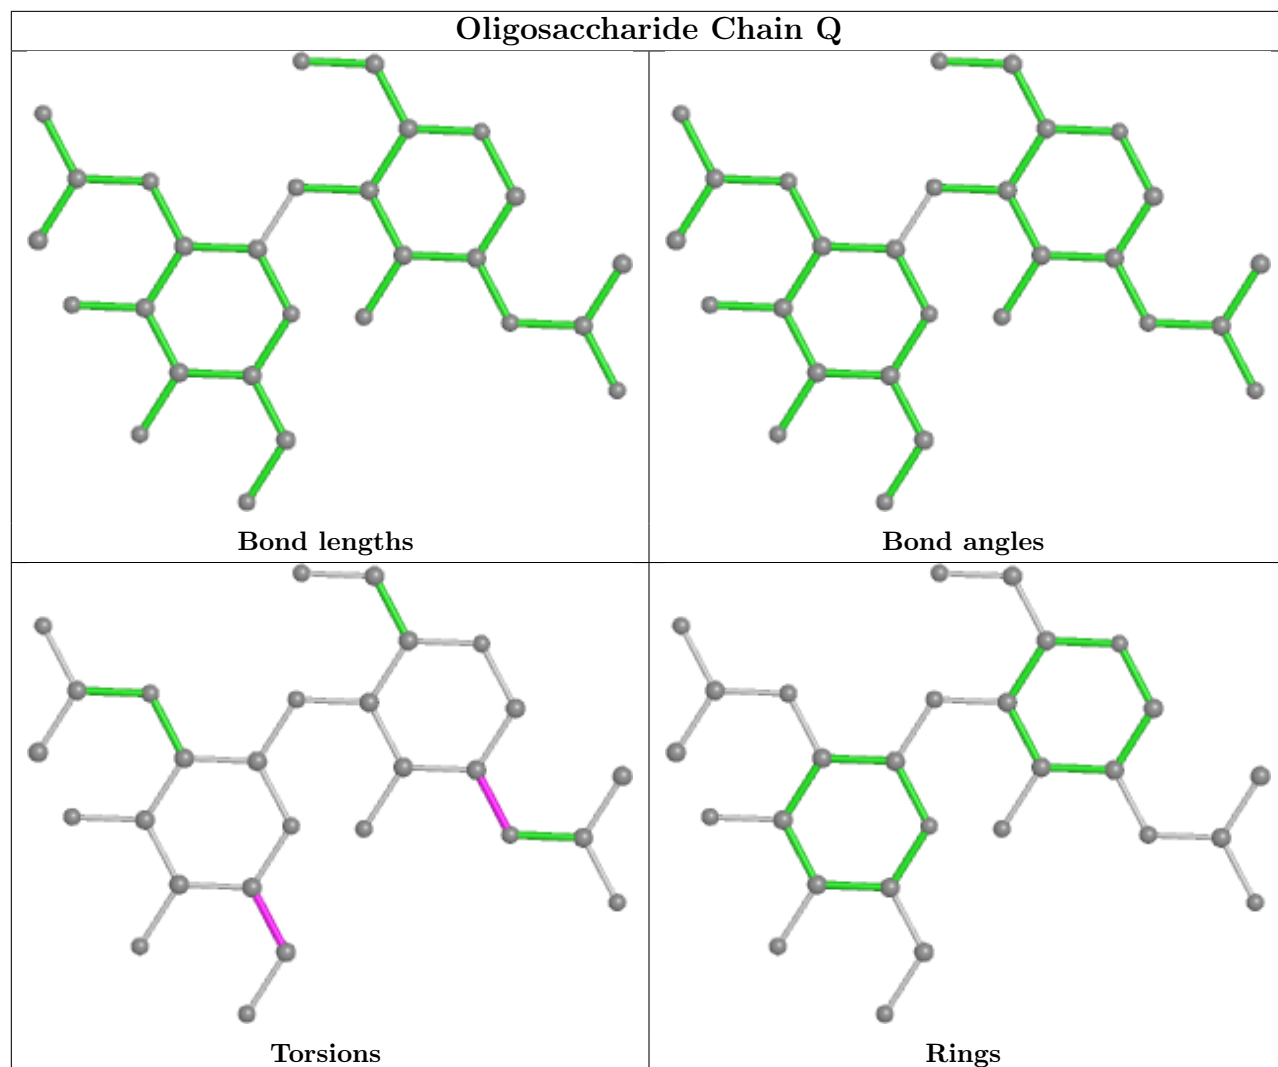 Oligosaccharide Chain Q
Bond lengths
Bond angles
Torsions
Rings